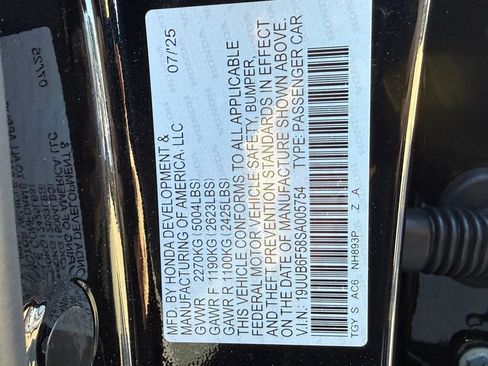 07/25
MFD. BY HONDA DEVELOPMENT &
MANUFACTURING OF AMERICA, LLC
GVWR 2270KG (5004LBS)
GAWR F 1190KG (2623LBS)
GAWR R 1100KG (2425LBS)
THIS VEHICLE CONFORMS TO ALL APPLICABLE
FEDERAL MOTOR VEHICLE SAFETY, BUMPER,
AND THEFT PREVENTION STANDARDS IN EFFECT
ON THE DATE OF MANUFACTURE SHOWN ABOVE.
V.I.N. 19UUB6F58SA005754 TYPE: PASSENGER CAR
TGY S AC6 NH893P Z A